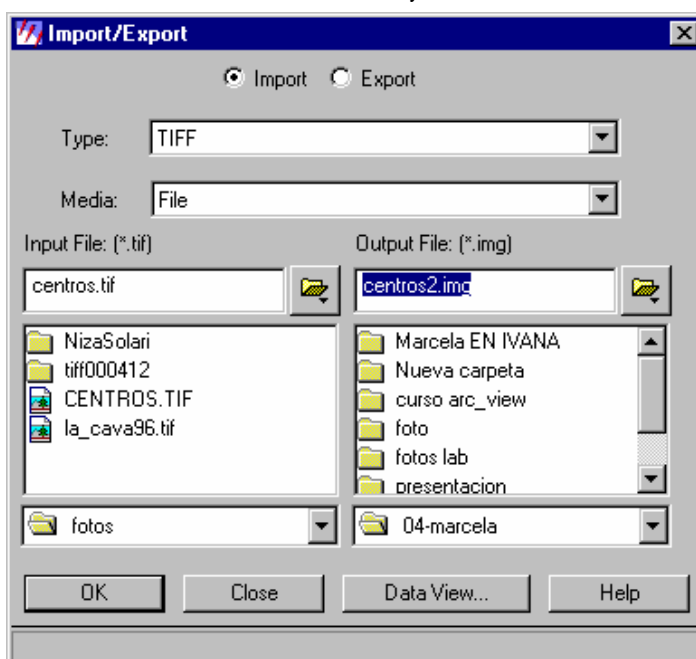 Import/Export
Import Export
Type: TIFF
Media: File
Input File: (*.tif) Output File: (*.img)
centros.tif centros2.img
NizaSolari
tiff000412
CENTROS.TIF
la_cava96.tif
Marcela EN IVANA
Nueva carpeta
curso arc_view
foto
fotos lab
presentacion
fotos 04-marcela
OK Close Data View... Help